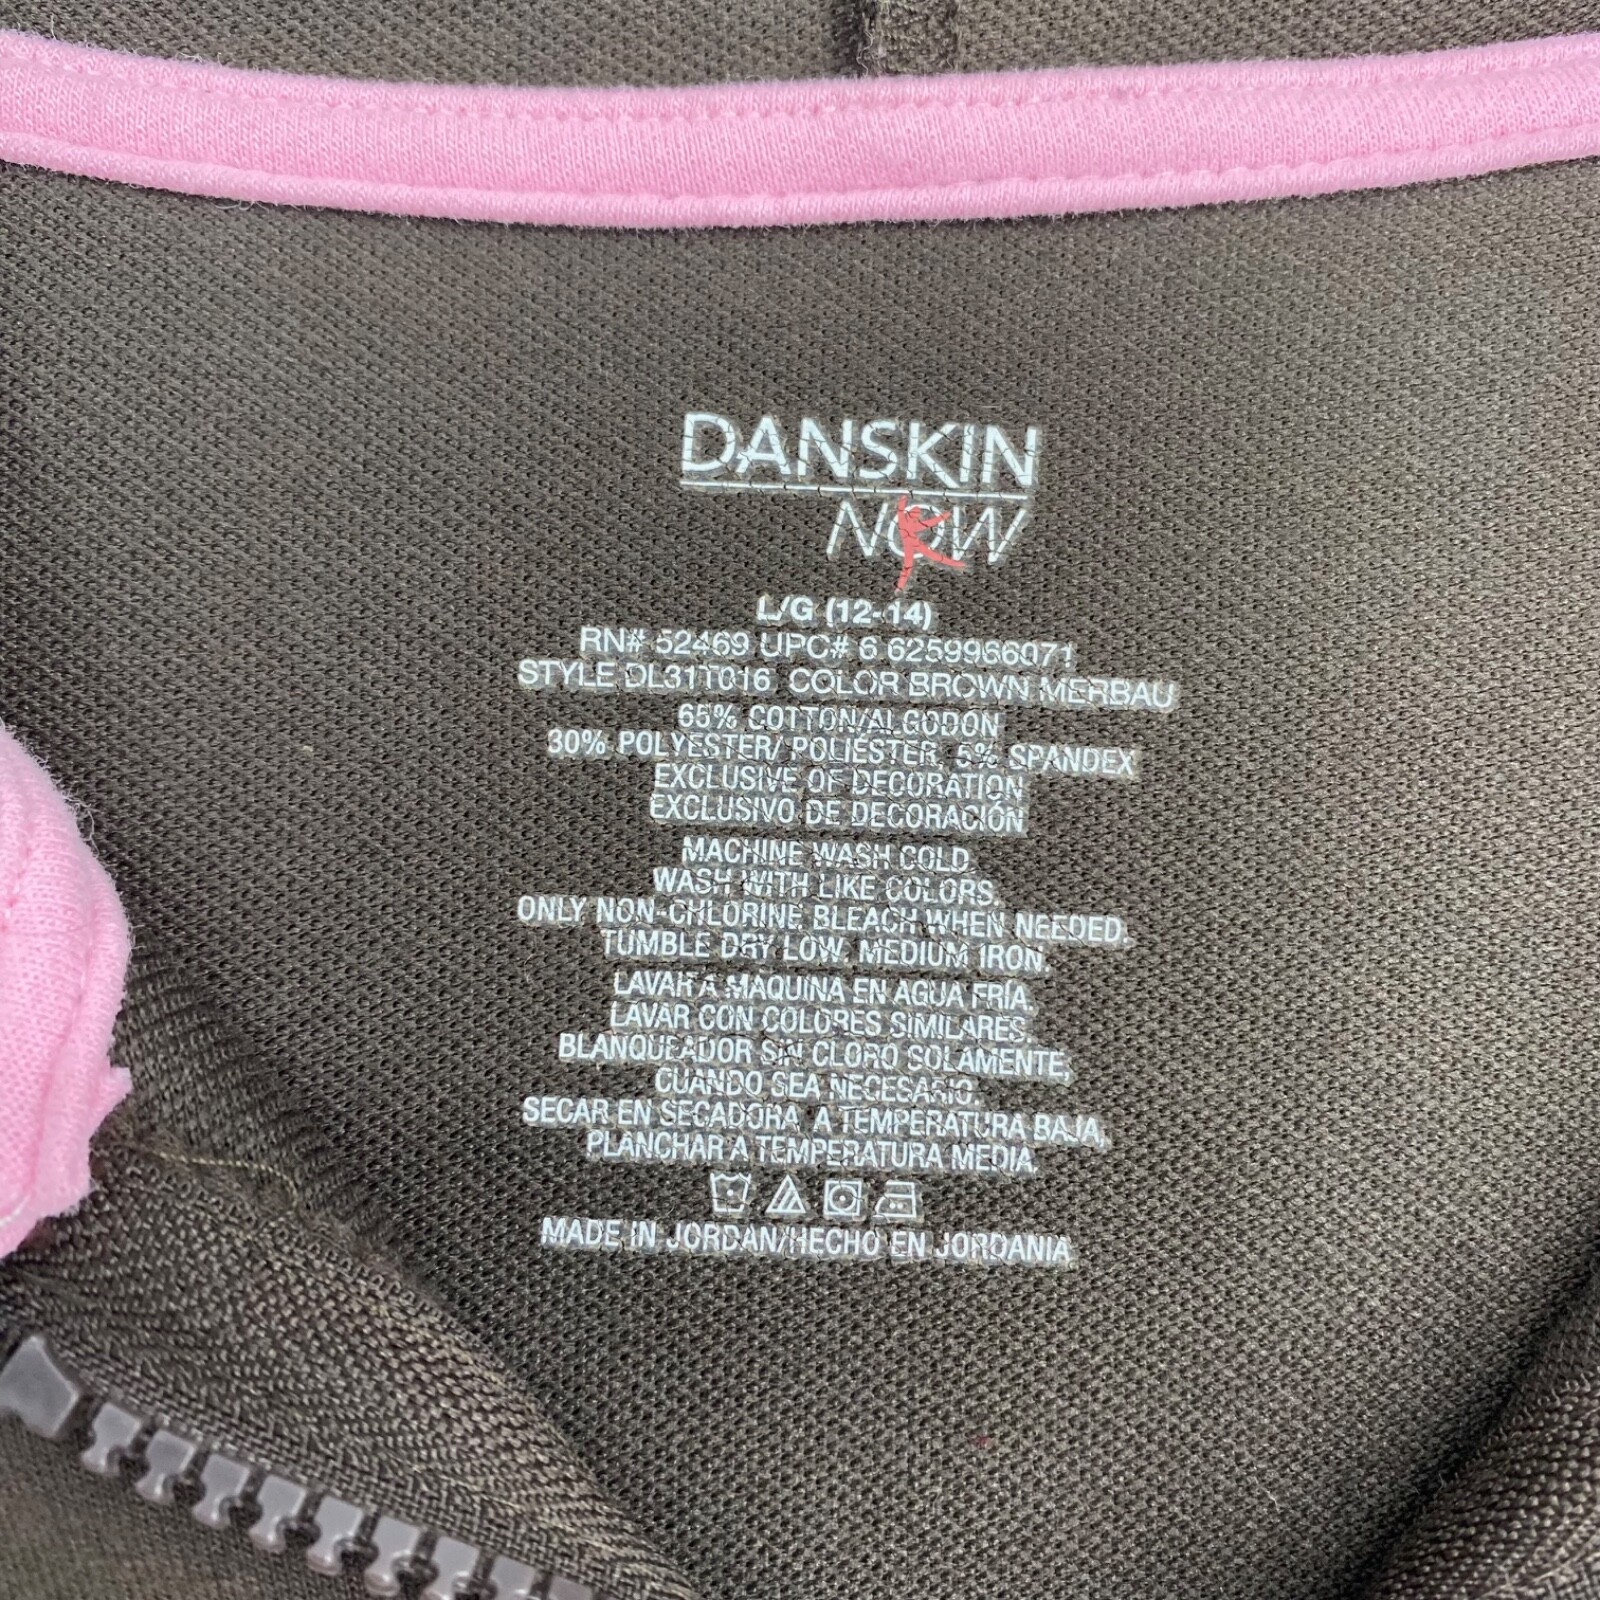 DANSKIN
NOW
L/G (12-14)
RN# 52469 UPC# 6 6259966071
STYLE DL31T016 COLOR BROWN MERBAU
65% COTTON/ALGODON
30% POLYESTER/ POLIÉSTER, 5% SPANDEX
EXCLUSIVE OF DECORATION
EXCLUSIVO DE DECORACIÓN
MACHINE WASH COLD.
WASH WITH LIKE COLORS.
ONLY NON-CHLORINE BLEACH WHEN NEEDED.
TUMBLE DRY LOW. MEDIUM IRON.
LAVAR A MAQUINA EN AGUA FRÍA.
LAVAR CON COLORES SIMILARES.
BLANQUEADOR SIN CLORO SOLAMENTE,
CUANDO SEA NECESARIO.
SECAR EN SECADORA A TEMPERATURA BAJA,
PLANCHAR A TEMPERATURA MEDIA.
MADE IN JORDAN/HECHO EN JORDANIA